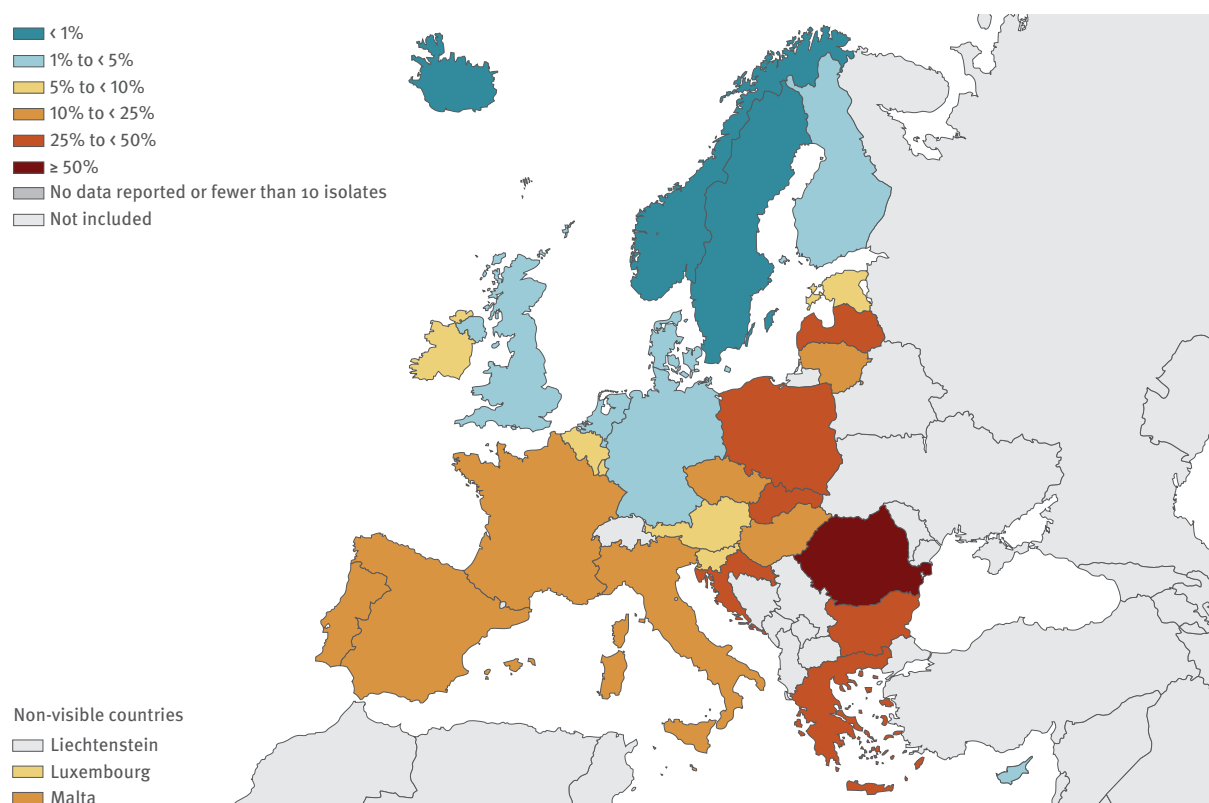 < 1%
1% to < 5%
5% to < 10%
10% to < 25%
25% to < 50%
≥ 50%
No data reported or fewer than 10 isolates
Not included
Non-visible countries
Liechtenstein
Luxembourg
Malta